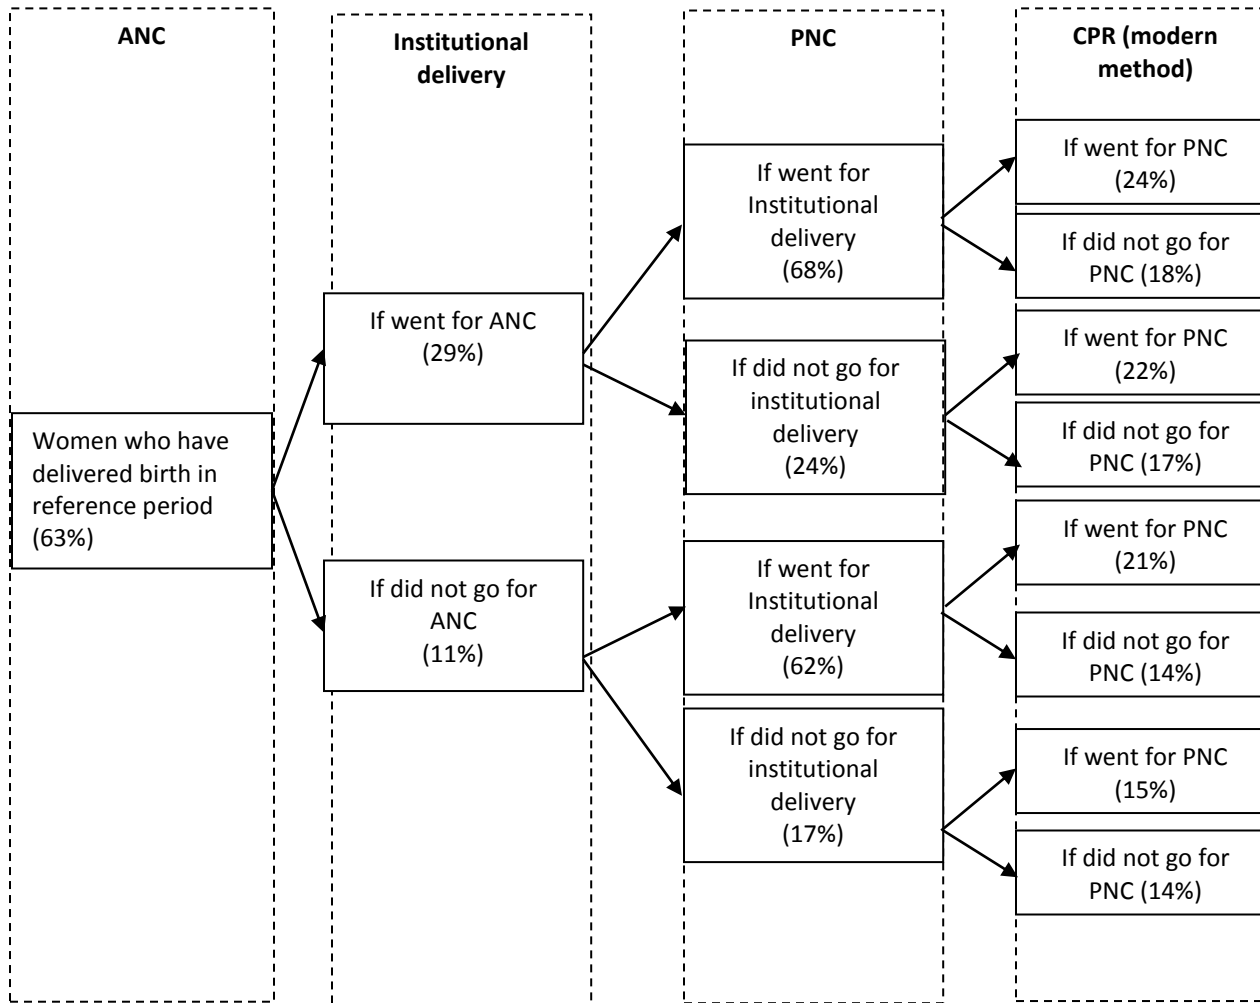 ANC
Institutional
delivery
PNC
CPR (modern
method)
Women who have
delivered birth in
reference period
(63%)
If went for ANC
(29%)
If did not go for
ANC
(11%)
If went for
Institutional
delivery
(68%)
If did not go for
institutional
delivery
(24%)
If went for
Institutional
delivery
(62%)
If did not go for
institutional
delivery
(17%)
If went for PNC
(24%)
If did not go for
PNC (18%)
If went for PNC
(22%)
If did not go for
PNC (17%)
If went for PNC
(21%)
If did not go for
PNC (14%)
If went for PNC
(15%)
If did not go for
PNC (14%)